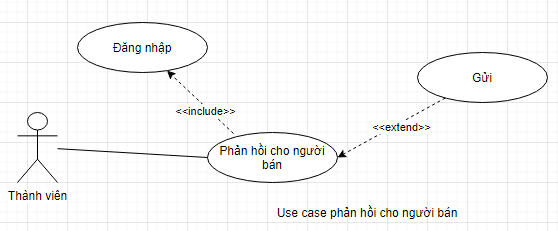 Đăng nhập
Gửi
<<include>>
<<extend>>
Phản hồi cho người
bán
Thành viên
Use case phản hồi cho người bán